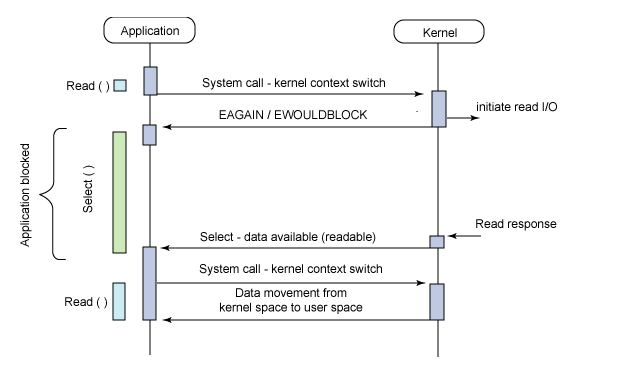 Application
Kernel
Read ( )
System call - kernel context switch
initiate read I/O
EAGAIN / EWOULDBLOCK
Application blocked
Select ( )
Read response
Select - data available (readable)
System call - kernel context switch
Read ( )
Data movement from
kernel space to user space